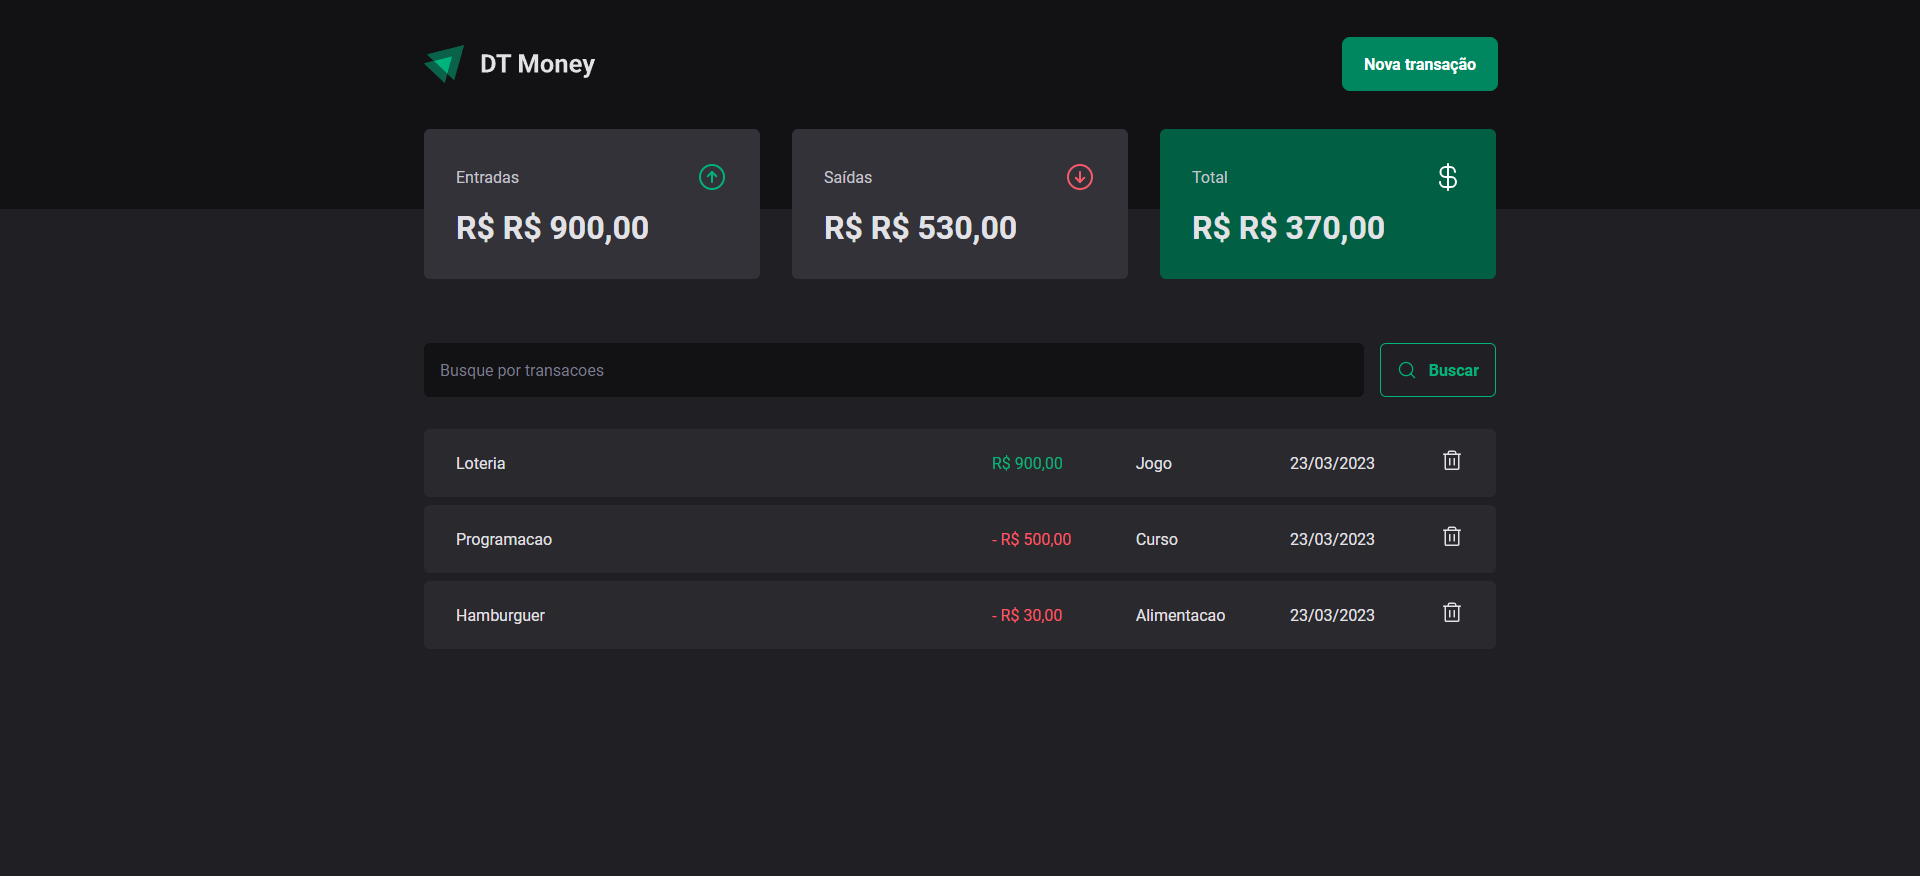 DT Money
Nova transação
Entradas
R$ R$ 900,00
Saídas
R$ R$ 530,00
Total
R$ R$ 370,00
Busque por transacoes
Buscar
Loteria R$ 900,00 Jogo 23/03/2023
Programacao - R$ 500,00 Curso 23/03/2023
Hamburguer - R$ 30,00 Alimentacao 23/03/2023